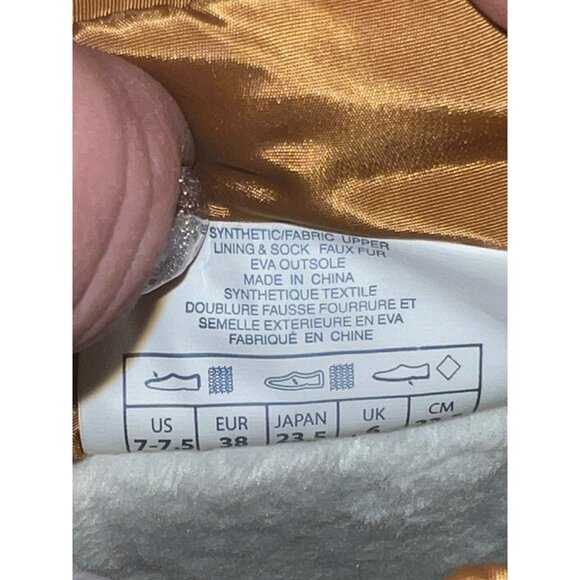 SYNTHETIC/FABRIC UPPER
LINING & SOCK FAUX FUR
EVA OUTSOLE
MADE IN CHINA
SYNTHETIQUE TEXTILE
DOUBLURE FAUSSE FOURRURE ET
SEMELLE EXTERIEURE EN EVA
FABRIQUÉ EN CHINE
US EUR JAPAN UK CM
7-7.5 38 23.5 6